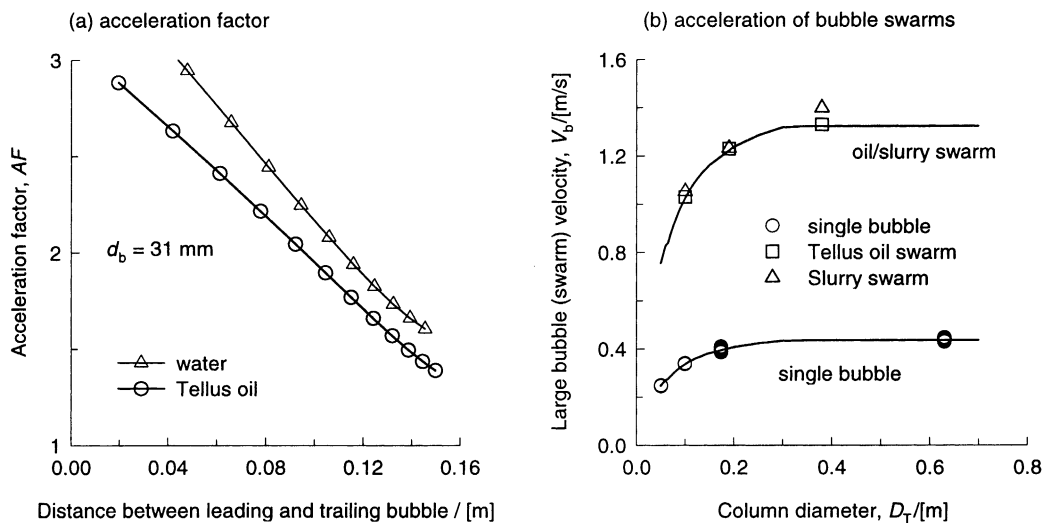 (a) acceleration factor
3
2
1
Acceleration factor, AF
d_b = 31 mm
water
Tellus oil
0.00 0.04 0.08 0.12 0.16
Distance between leading and trailing bubble / [m]
(b) acceleration of bubble swarms
1.6
1.2
0.8
0.4
0.0
Large bubble (swarm) velocity, V_b/[m/s]
oil/slurry swarm
single bubble
Tellus oil swarm
Slurry swarm
single bubble
0.0 0.2 0.4 0.6 0.8
Column diameter, D_T/[m]